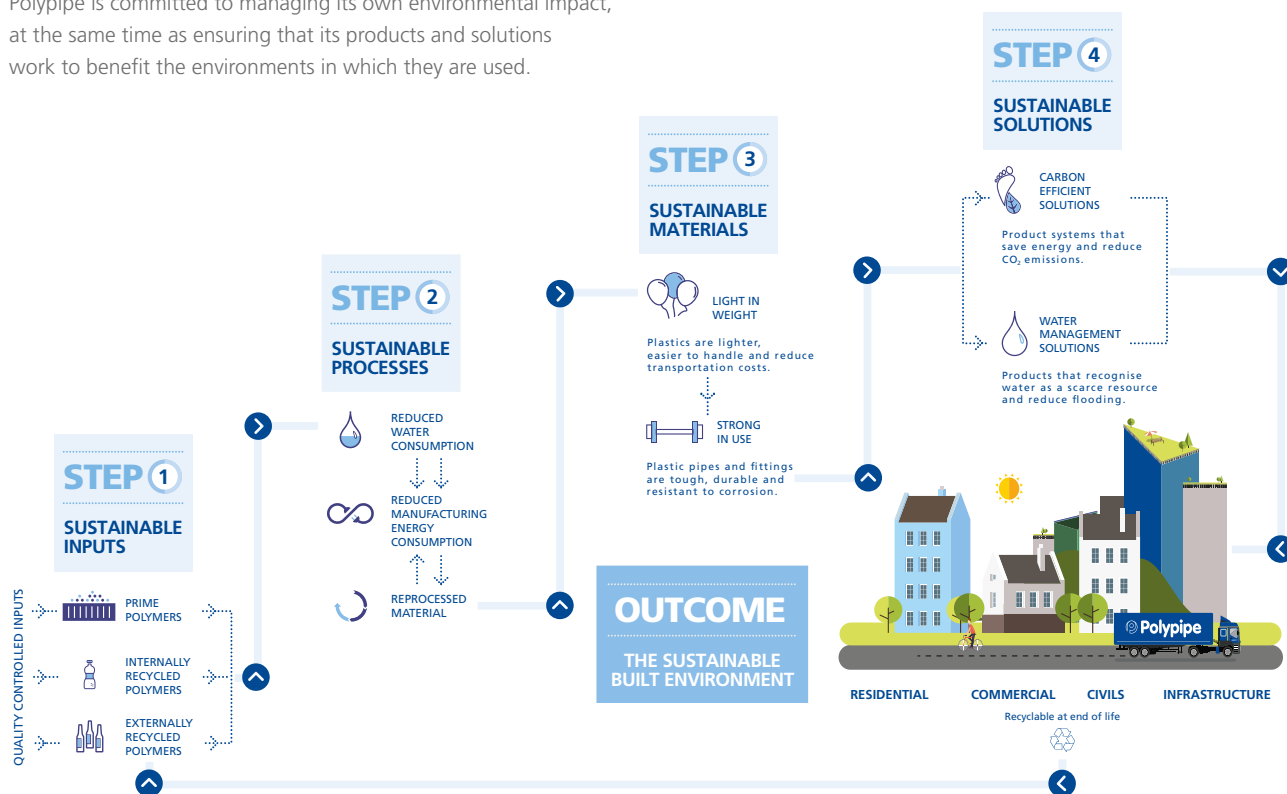 Polypipe is committed to managing its own environmental impact,
at the same time as ensuring that its products and solutions
work to benefit the environments in which they are used.
STEP 1
SUSTAINABLE
INPUTS
QUALITY CONTROLLED INPUTS
PRIME
POLYMERS
INTERNALLY
RECYCLED
POLYMERS
EXTERNALLY
RECYCLED
POLYMERS
STEP 2
SUSTAINABLE
PROCESSES
REDUCED
WATER
CONSUMPTION
REDUCED
MANUFACTURING
ENERGY
CONSUMPTION
REPROCESSED
MATERIAL
STEP 3
SUSTAINABLE
MATERIALS
LIGHT IN
WEIGHT
Plastics are lighter,
easier to handle and reduce
transportation costs.
STRONG
IN USE
Plastic pipes and fittings
are tough, durable and
resistant to corrosion.
STEP 4
SUSTAINABLE
SOLUTIONS
CARBON
EFFICIENT
SOLUTIONS
Product systems that
save energy and reduce
CO₂ emissions.
WATER
MANAGEMENT
SOLUTIONS
Products that recognise
water as a scarce resource
and reduce flooding.
OUTCOME
THE SUSTAINABLE
BUILT ENVIRONMENT
Polypipe
RESIDENTIAL COMMERCIAL CIVILS INFRASTRUCTURE
Recyclable at end of life